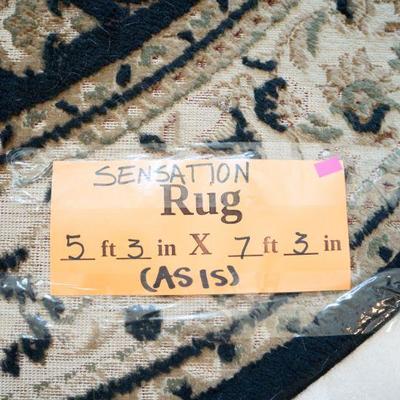 SENSATION
Rug
5 ft 3 in X 7 ft 3 in
(AS IS)